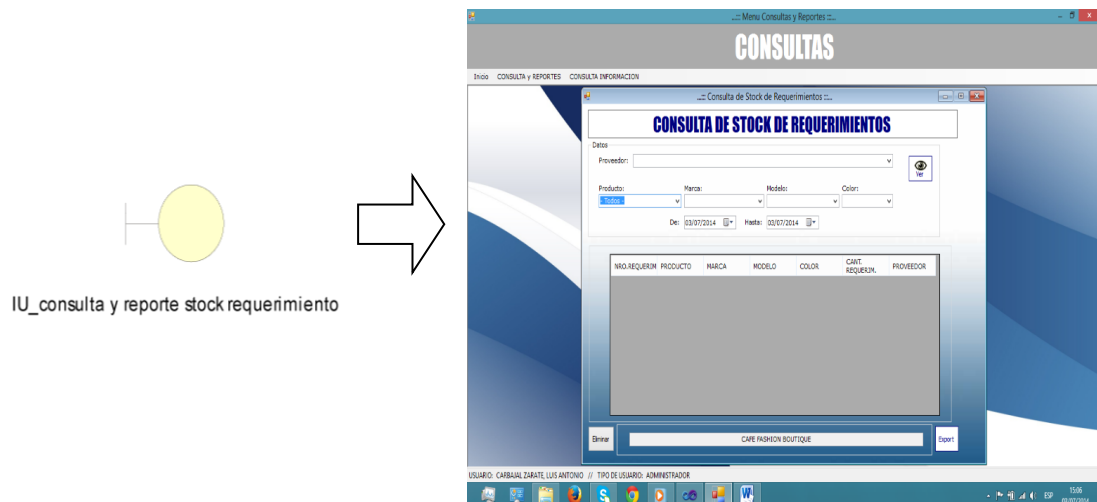 IU_consulta y reporte stock requerimiento
..:: Menu Consultas y Reportes ::..
CONSULTAS
Inicio CONSULTA y REPORTES CONSULTA INFORMACION
..:: Consulta de Stock de Requerimientos ::..
CONSULTA DE STOCK DE REQUERIMIENTOS
Datos
Proveedor:
Ver
Producto: Marca: Modelo: Color:
- Todos -
De: 03/07/2014 Hasta: 03/07/2014
NRO.REQUERIM PRODUCTO MARCA MODELO COLOR CANT. REQUERIM. PROVEEDOR
Eliminar CAFE FASHION BOUTIQUE Export
USUARIO: CARBAJAL ZARATE, LUIS ANTONIO // TIPO DE USUARIO: ADMINISTRADOR
ESP 15:06
03/07/2014